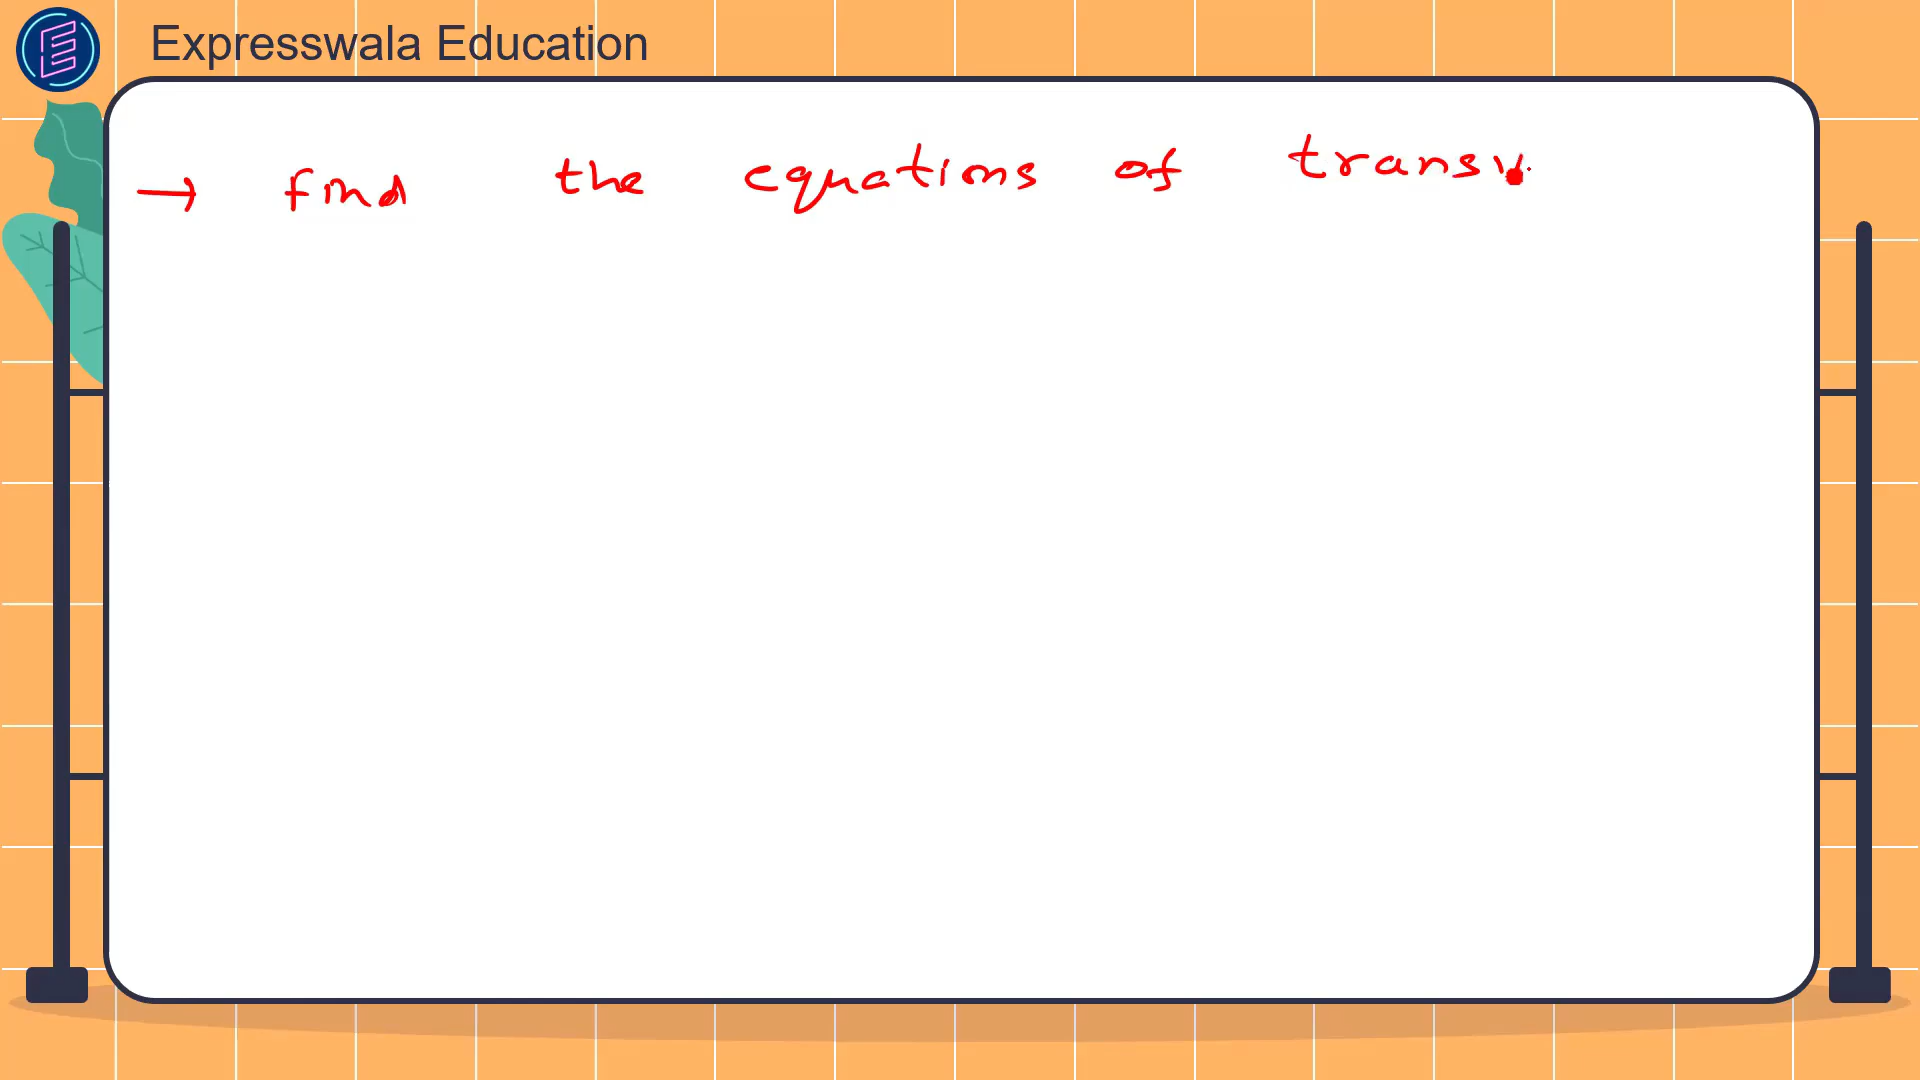 Expresswala Education
→ find the equations of transv